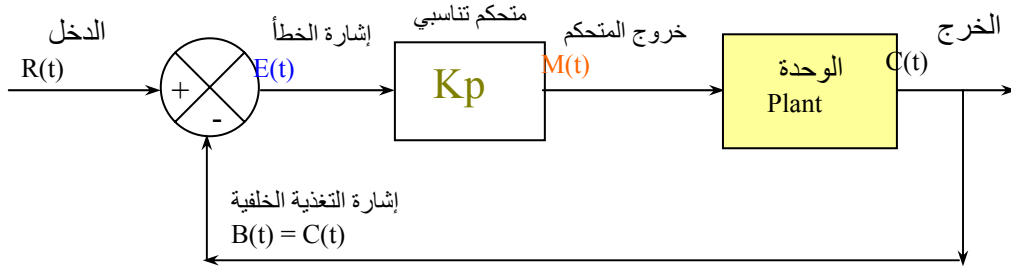 الدخل
R(t)
+
-
إشارة الخطأ
E(t)
متحكم تناسبي
Kp
خروج المتحكم
M(t)
الوحدة
Plant
الخرج
C(t)
إشارة التغذية الخلفية
B(t) = C(t)